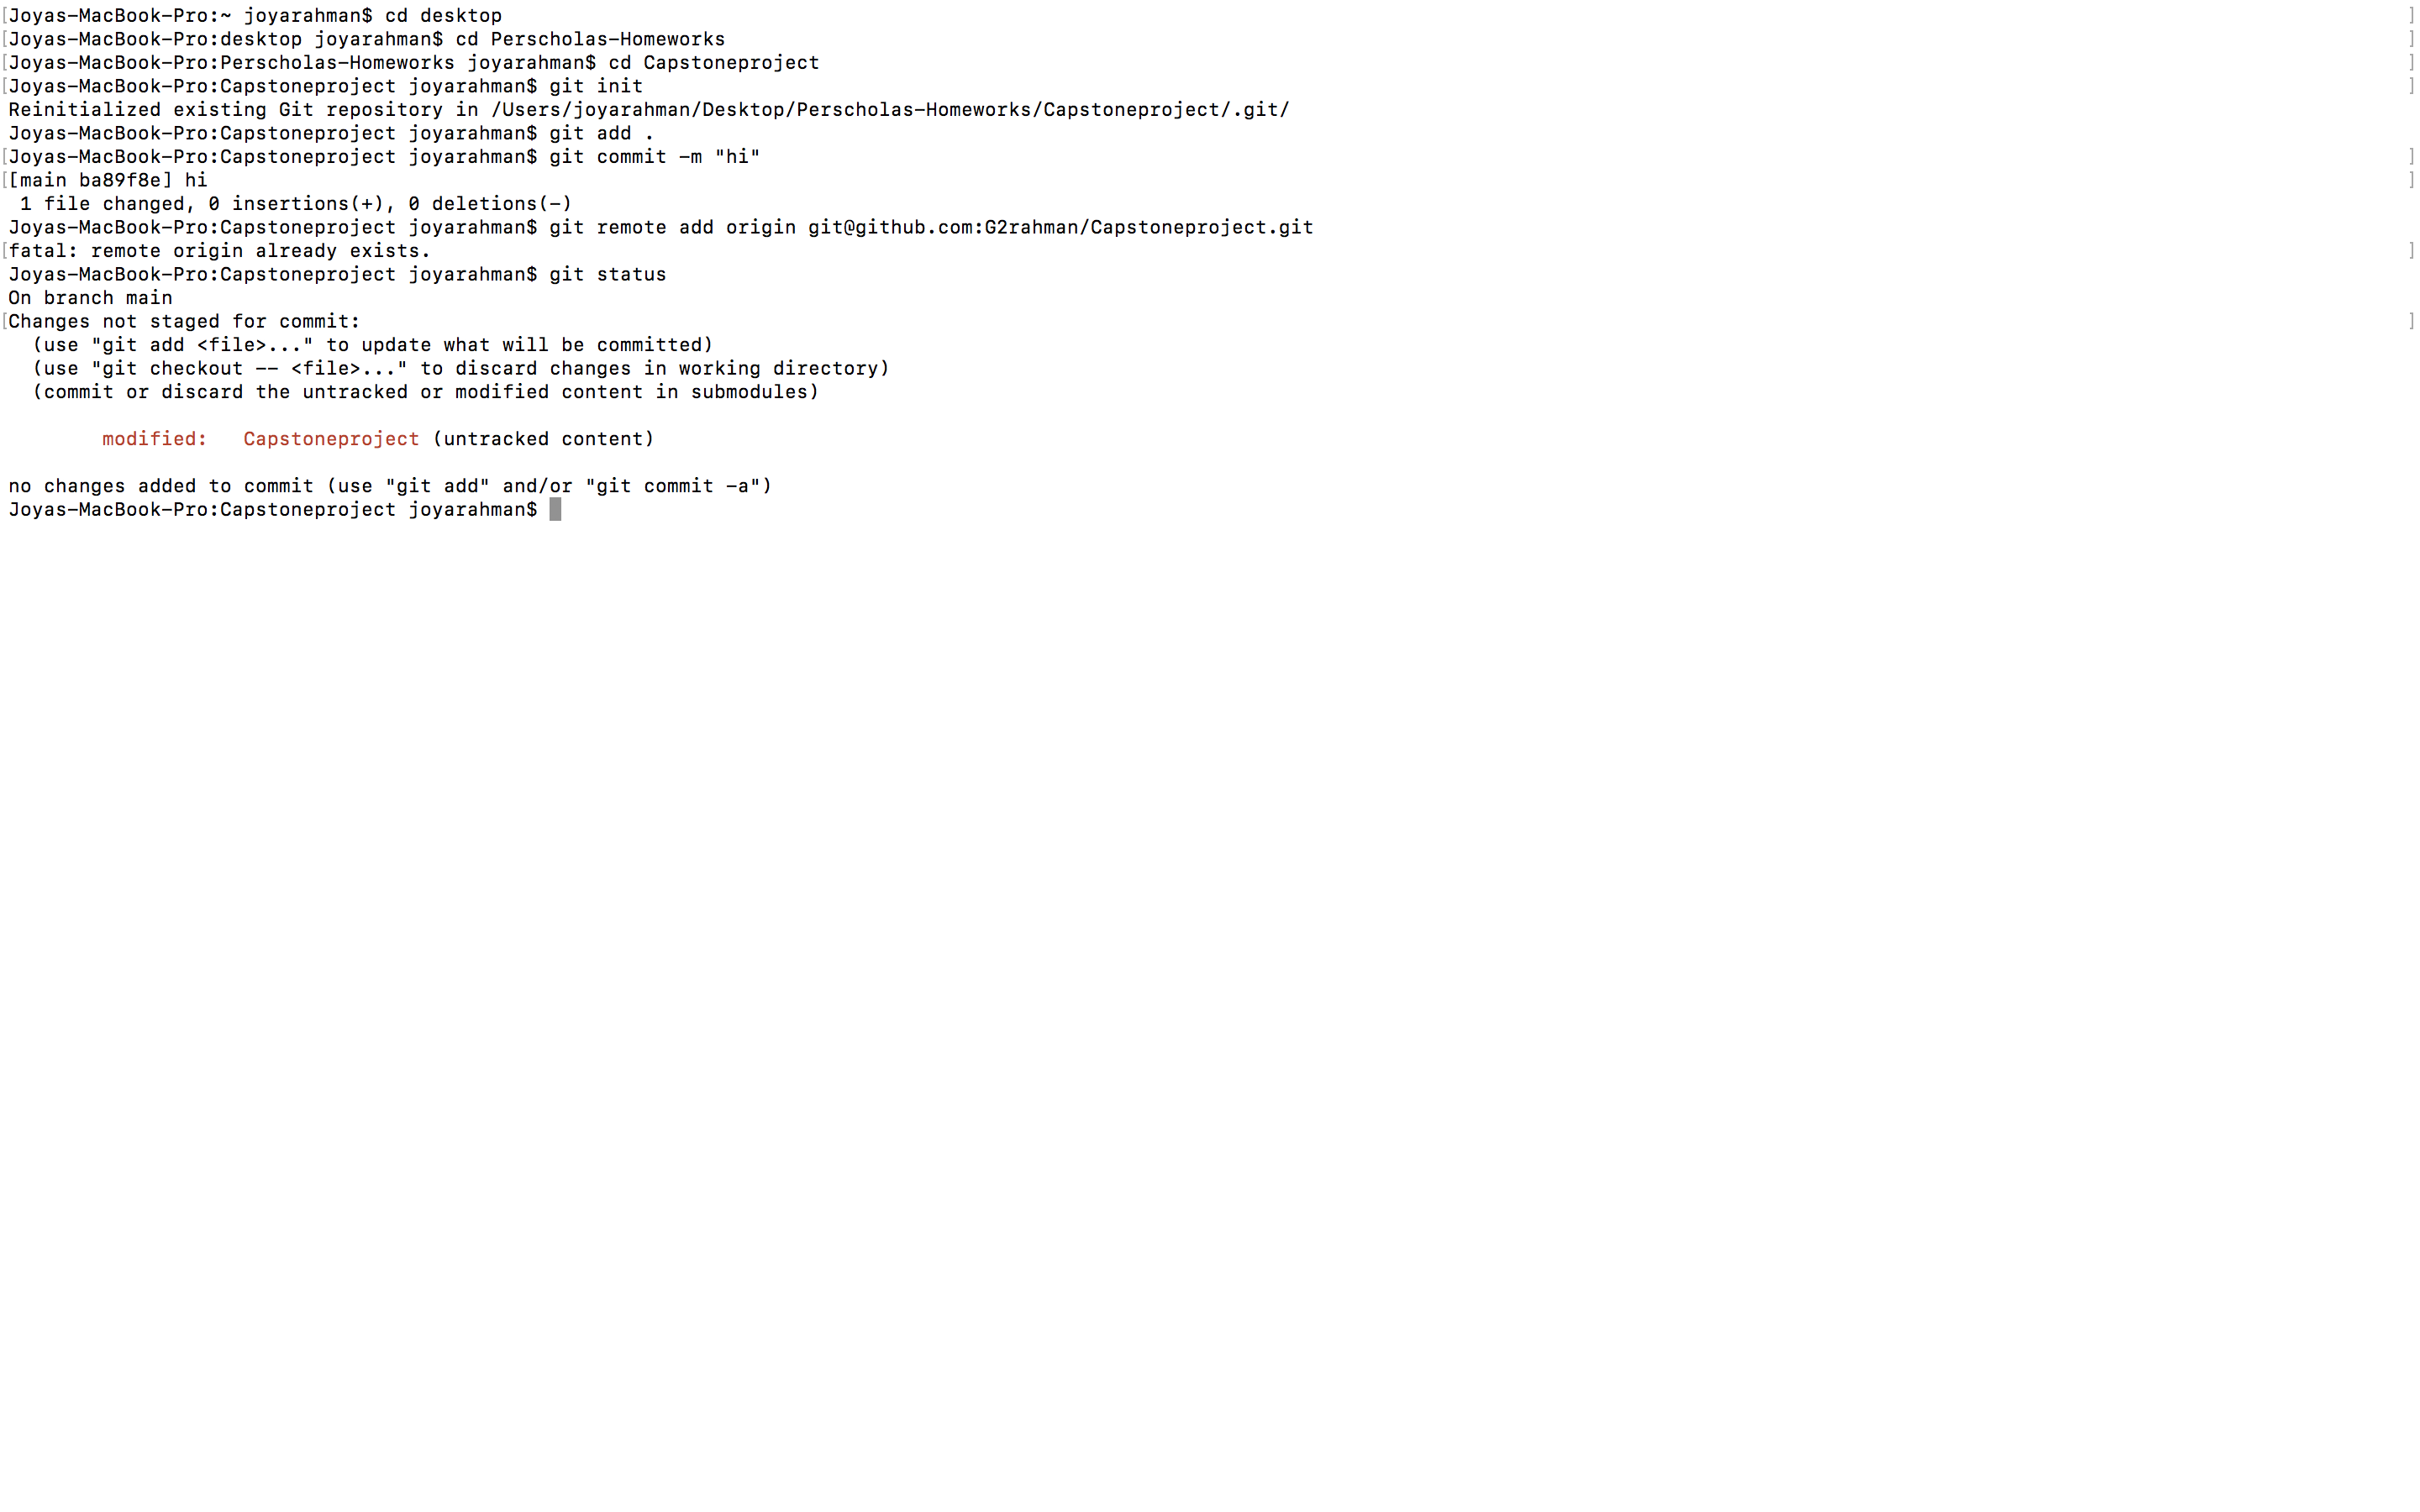 [Joyas-MacBook-Pro:~ joyarahman$ cd desktop ]
[Joyas-MacBook-Pro:desktop joyarahman$ cd Perscholas-Homeworks ]
[Joyas-MacBook-Pro:Perscholas-Homeworks joyarahman$ cd Capstoneproject ]
[Joyas-MacBook-Pro:Capstoneproject joyarahman$ git init ]
Reinitialized existing Git repository in /Users/joyarahman/Desktop/Perscholas-Homeworks/Capstoneproject/.git/
Joyas-MacBook-Pro:Capstoneproject joyarahman$ git add .
[Joyas-MacBook-Pro:Capstoneproject joyarahman$ git commit -m "hi" ]
[[main ba89f8e] hi ]
1 file changed, 0 insertions(+), 0 deletions(-)
Joyas-MacBook-Pro:Capstoneproject joyarahman$ git remote add origin git@github.com:G2rahman/Capstoneproject.git
[fatal: remote origin already exists. ]
Joyas-MacBook-Pro:Capstoneproject joyarahman$ git status
On branch main
[Changes not staged for commit: ]
(use "git add <file>..." to update what will be committed)
(use "git checkout -- <file>..." to discard changes in working directory)
(commit or discard the untracked or modified content in submodules)
modified: Capstoneproject (untracked content)
no changes added to commit (use "git add" and/or "git commit -a")
Joyas-MacBook-Pro:Capstoneproject joyarahman$